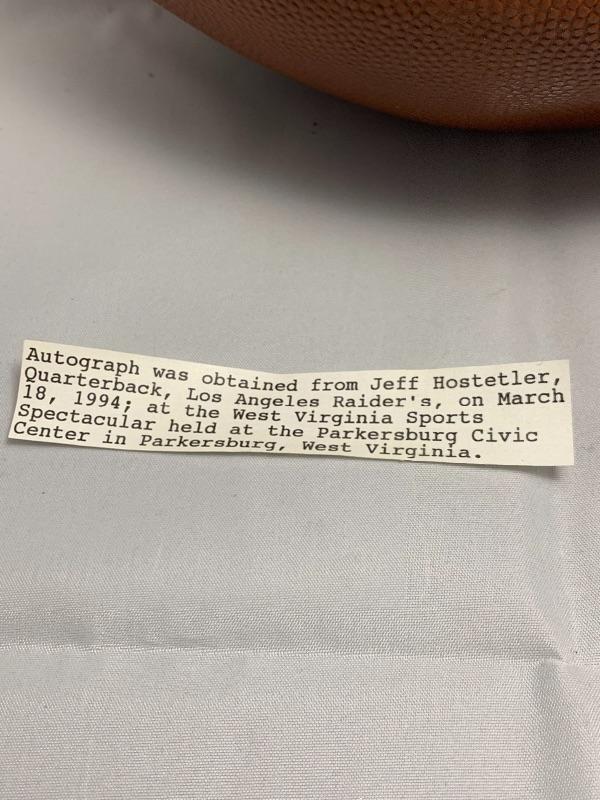 Autograph was obtained from Jeff Hostetler,
Quarterback, Los Angeles Raider's, on March
18, 1994; at the West Virginia Sports
Spectacular held at the Parkersburg Civic
Center in Parkersburg, West Virginia.